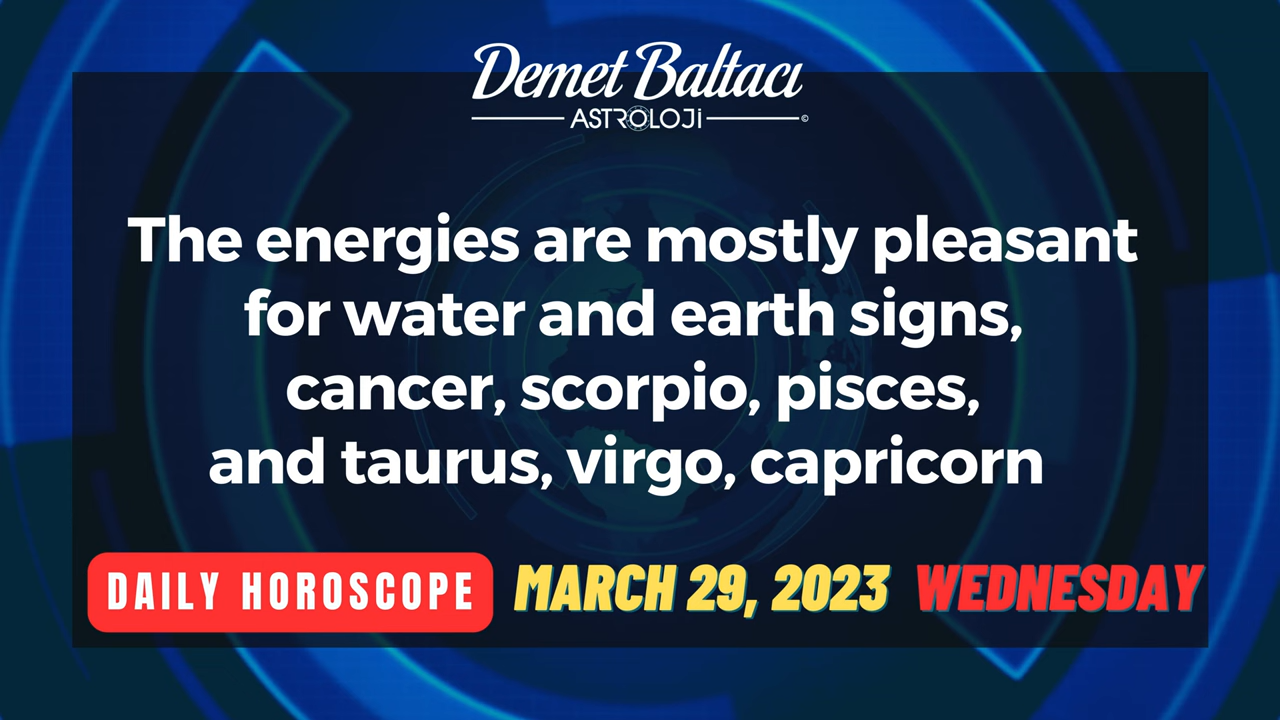 Demet Baltacı
ASTROLOJi
©
The energies are mostly pleasant
for water and earth signs,
cancer, scorpio, pisces,
and taurus, virgo, capricorn
DAILY HOROSCOPE MARCH 29, 2023 WEDNESDAY